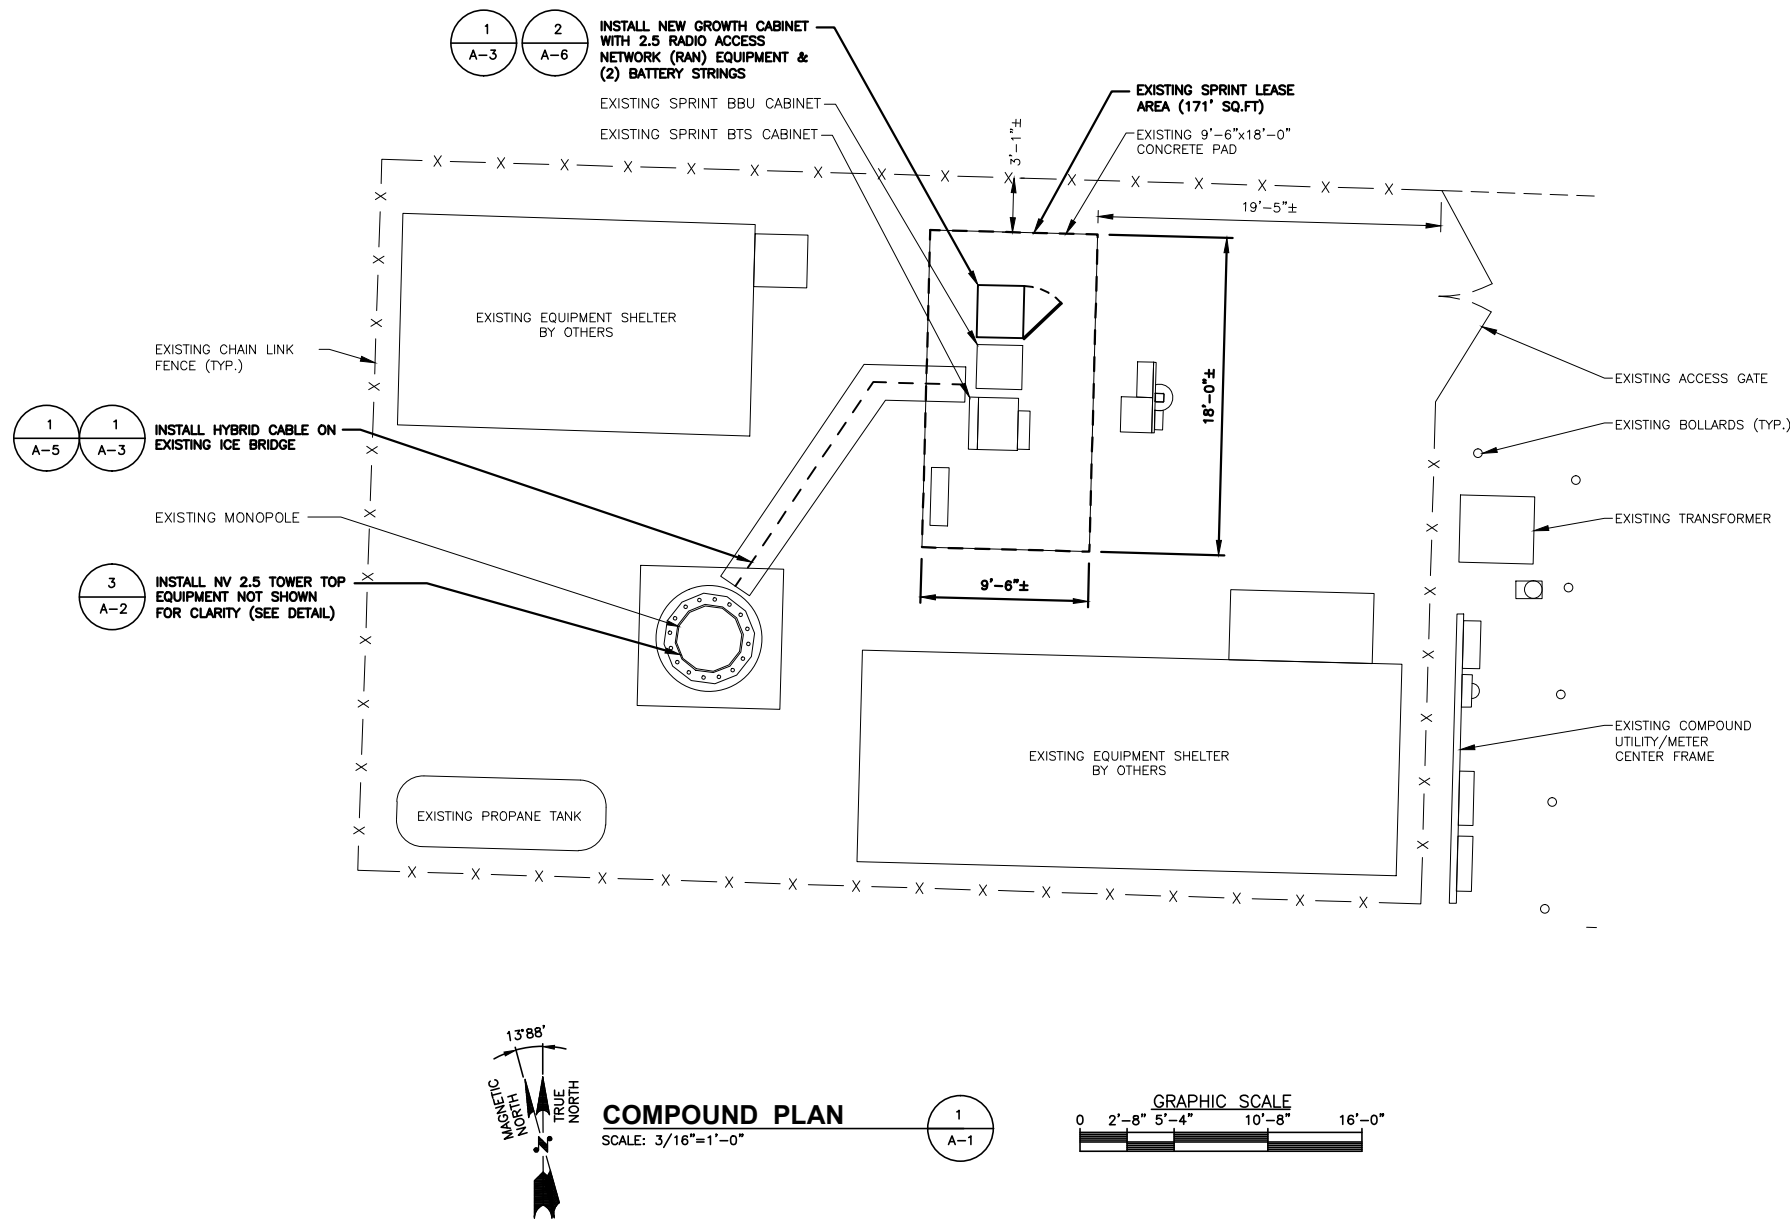 1
A-3
2
A-6
INSTALL NEW GROWTH CABINET
WITH 2.5 RADIO ACCESS
NETWORK (RAN) EQUIPMENT &
(2) BATTERY STRINGS
EXISTING SPRINT BBU CABINET
EXISTING SPRINT BTS CABINET
3'-1"±
EXISTING SPRINT LEASE
AREA (171' SQ.FT)
EXISTING 9'-6"x18'-0"
CONCRETE PAD
19'-5"±
EXISTING EQUIPMENT SHELTER
BY OTHERS
EXISTING CHAIN LINK
FENCE (TYP.)
18'-0"±
EXISTING ACCESS GATE
1
A-5
1
A-3
INSTALL HYBRID CABLE ON
EXISTING ICE BRIDGE
EXISTING BOLLARDS (TYP.)
EXISTING MONOPOLE
EXISTING TRANSFORMER
3
A-2
INSTALL NV 2.5 TOWER TOP
EQUIPMENT NOT SHOWN
FOR CLARITY (SEE DETAIL)
9'-6"±
EXISTING EQUIPMENT SHELTER
BY OTHERS
EXISTING COMPOUND
UTILITY/METER
CENTER FRAME
EXISTING PROPANE TANK
13°88'
MAGNETIC
NORTH
TRUE
NORTH
N
COMPOUND PLAN
SCALE: 3/16"=1'-0"
1
A-1
GRAPHIC SCALE
0 2'-8" 5'-4" 10'-8" 16'-0"